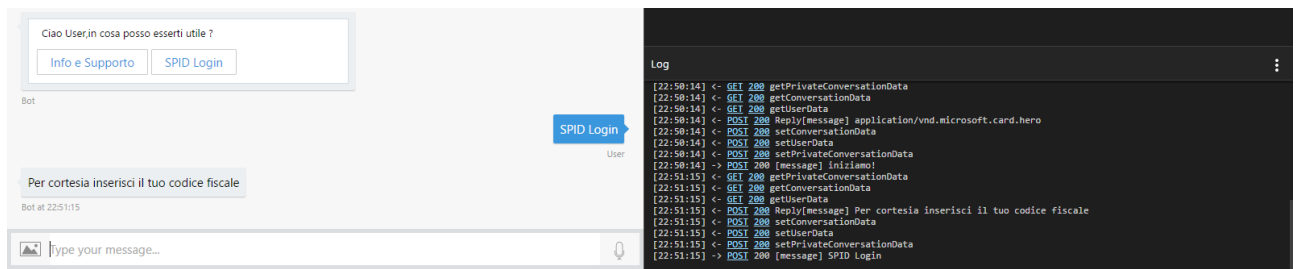 Ciao User,in cosa posso esserti utile ?
Info e Supporto
SPID Login
Bot
SPID Login
User
Per cortesia inserisci il tuo codice fiscale
Bot at 22:51:15
Type your message...
Log
[22:50:14] <- GET 200 getPrivateConversationData
[22:50:14] <- GET 200 getConversationData
[22:50:14] <- GET 200 getUserData
[22:50:14] <- POST 200 Reply[message] application/vnd.microsoft.card.hero
[22:50:14] <- POST 200 setConversationData
[22:50:14] <- POST 200 setUserData
[22:50:14] <- POST 200 setPrivateConversationData
[22:50:14] -> POST 200 [message] iniziamo!
[22:51:15] <- GET 200 getPrivateConversationData
[22:51:15] <- GET 200 getConversationData
[22:51:15] <- GET 200 getUserData
[22:51:15] <- POST 200 Reply[message] Per cortesia inserisci il tuo codice fiscale
[22:51:15] <- POST 200 setConversationData
[22:51:15] <- POST 200 setUserData
[22:51:15] <- POST 200 setPrivateConversationData
[22:51:15] -> POST 200 [message] SPID Login